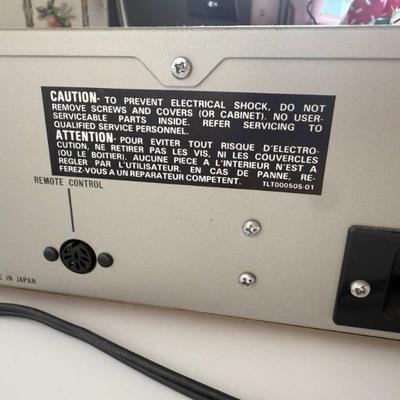 CAUTION- TO PREVENT ELECTRICAL SHOCK, DO NOT
REMOVE SCREWS AND COVERS (OR CABINET). NO USER-
SERVICEABLE PARTS INSIDE. REFER SERVICING TO
QUALIFIED SERVICE PERSONNEL.
ATTENTION- POUR EVITER TOUT RISQUE D'ELECTRO-
CUTION, NE RETIRER PAS LES VIS, NI LES COUVERCLES
(OU LE BOITIER). AUCUNE PIECE A L'INTERIEUR N'EST A
REGLER PAR L'UTILISATEUR. EN CAS DE PANNE, RE-
FEREZ-VOUS A UN REPARATEUR COMPETENT.
TLT000505-01
REMOTE CONTROL
E IN JAPAN